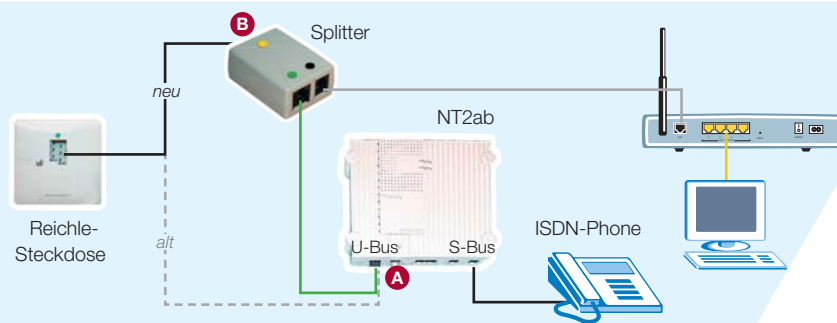 B
Splitter
neu
NT2ab
Reichle-
Steckdose
alt
U-Bus
S-Bus
A
ISDN-Phone